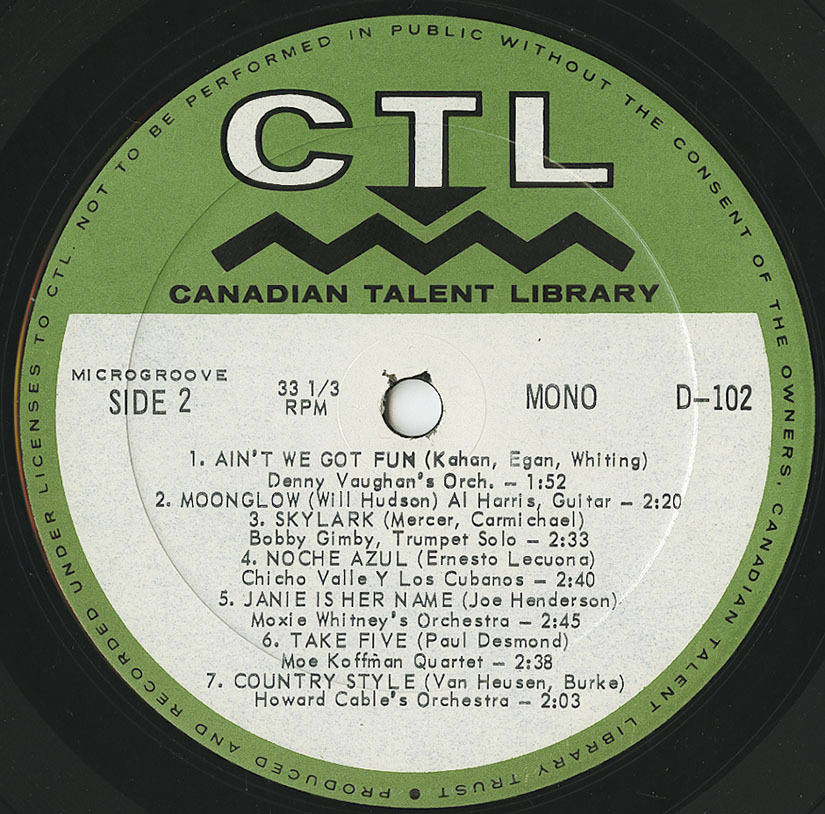 PRODUCED AND RECORDED UNDER LICENSES TO CTL. NOT TO BE PERFORMED IN PUBLIC WITHOUT THE CONSENT OF THE OWNERS, CANADIAN TALENT LIBRARY TRUST •
CTL
CANADIAN TALENT LIBRARY
MICROGROOVE
SIDE 2
33 1/3
RPM
MONO
D-102
1. AIN'T WE GOT FUN (Kahan, Egan, Whiting)
Denny Vaughan's Orch. - 1:52
2. MOONGLOW (Will Hudson) Al Harris, Guitar - 2:20
3. SKYLARK (Mercer, Carmichael)
Bobby Gimby, Trumpet Solo - 2:33
4. NOCHE AZUL (Ernesto Lecuona)
Chicho Valle Y Los Cubanos - 2:40
5. JANIE IS HER NAME (Joe Henderson)
Moxie Whitney's Orchestra - 2:45
6. TAKE FIVE (Paul Desmond)
Moe Koffman Quartet - 2:38
7. COUNTRY STYLE (Van Heusen, Burke)
Howard Cable's Orchestra - 2:03